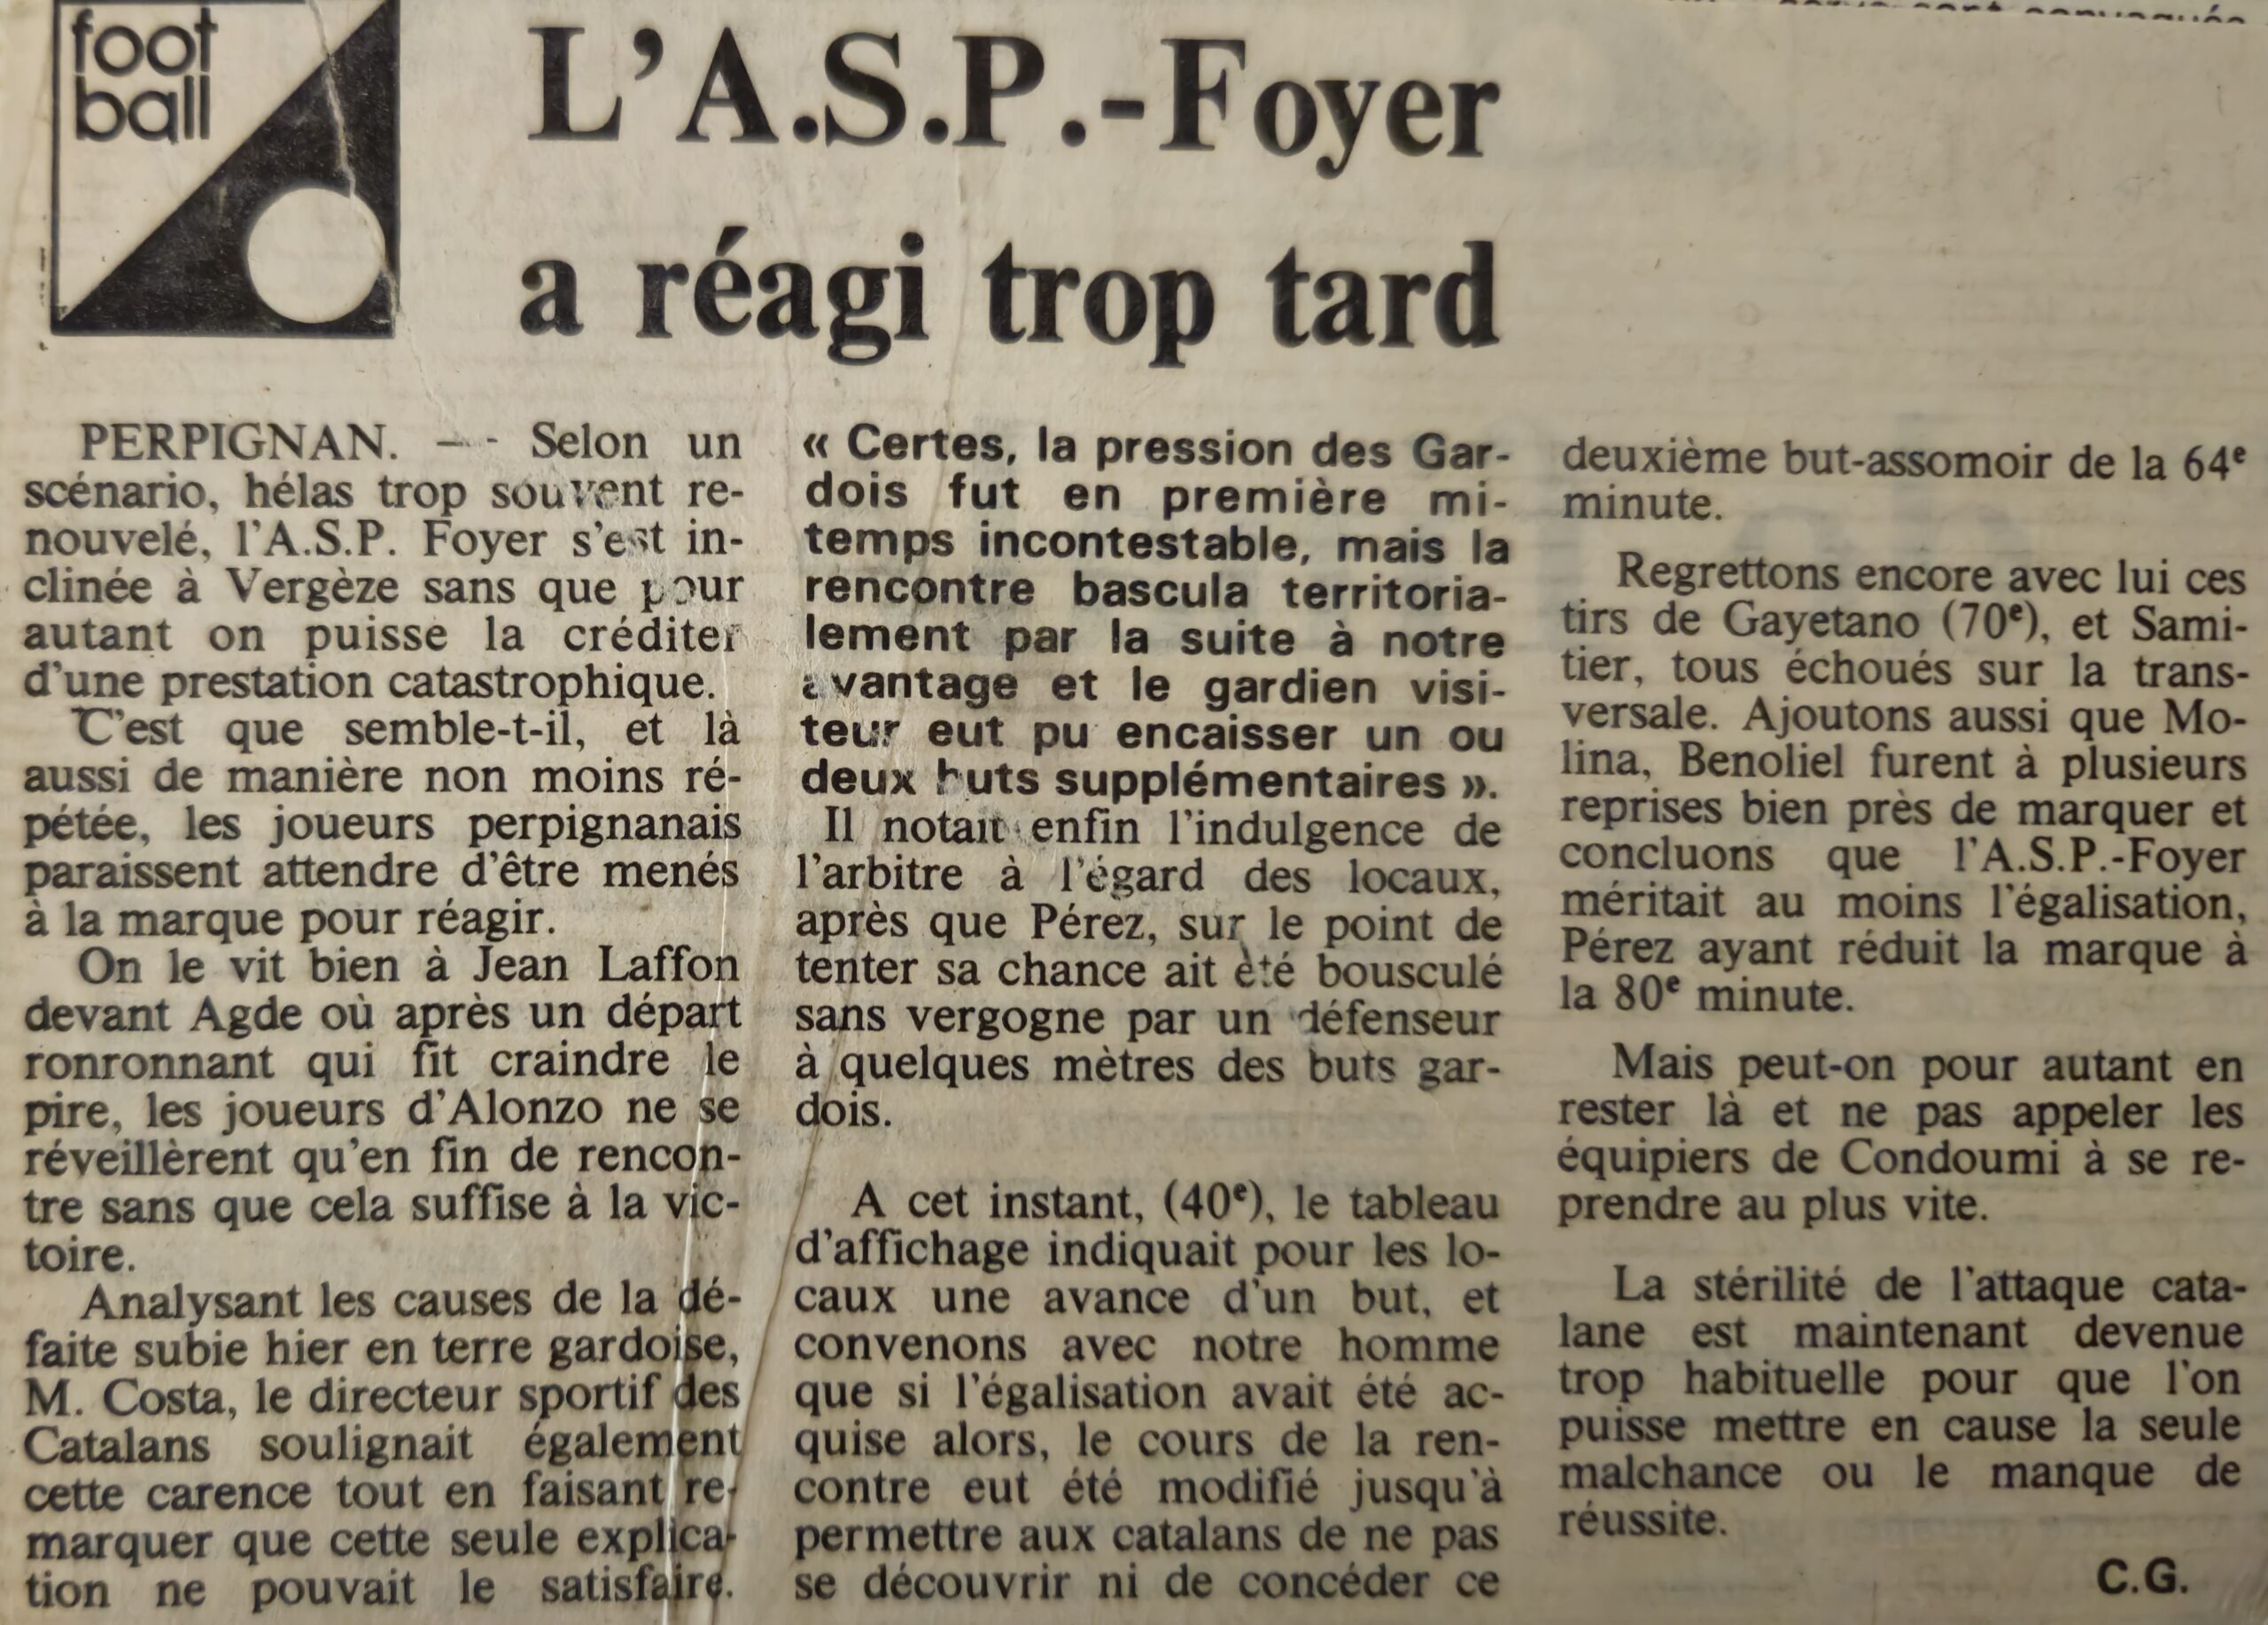 foot
ball
L'A.S.P.-Foyer
a réagi trop tard
PERPIGNAN. — - Selon un
scénario, hélas trop souvent re-
nouvelé, l'A.S.P. Foyer s'est in-
clinée à Vergèze sans que pour
autant on puisse la créditer
d'une prestation catastrophique.
C'est que semble-t-il, et là
aussi de manière non moins ré-
pétée, les joueurs perpignanais
paraissent attendre d'être menés
à la marque pour réagir.
On le vit bien à Jean Laffon
devant Agde où après un départ
ronronnant qui fit craindre le
pire, les joueurs d'Alonzo ne se
réveillèrent qu'en fin de rencon-
tre sans que cela suffise à la vic-
toire.
Analysant les causes de la dé-
faite subie hier en terre gardoise,
M. Costa, le directeur sportif des
Catalans soulignait également
cette carence tout en faisant re-
marquer que cette seule explica-
tion ne pouvait le satisfaire.
« Certes, la pression des Gar-
dois fut en première mi-
temps incontestable, mais la
rencontre bascula territoria-
lement par la suite à notre
avantage et le gardien visi-
teur eut pu encaisser un ou
deux buts supplémentaires ».
Il notait enfin l'indulgence de
l'arbitre à l'égard des locaux,
après que Pérez, sur le point de
tenter sa chance ait été bousculé
sans vergogne par un défenseur
à quelques mètres des buts gar-
dois.
A cet instant, (40e), le tableau
d'affichage indiquait pour les lo-
caux une avance d'un but, et
convenons avec notre homme
que si l'égalisation avait été ac-
quise alors, le cours de la ren-
contre eut été modifié jusqu'à
permettre aux catalans de ne pas
se découvrir ni de concéder ce
deuxième but-assomoir de la 64e
minute.
Regrettons encore avec lui ces
tirs de Gayetano (70e), et Sami-
tier, tous échoués sur la trans-
versale. Ajoutons aussi que Mo-
lina, Benoliel furent à plusieurs
reprises bien près de marquer et
concluons que l'A.S.P.-Foyer
méritait au moins l'égalisation,
Pérez ayant réduit la marque à
la 80e minute.
Mais peut-on pour autant en
rester là et ne pas appeler les
équipiers de Condoumi à se re-
prendre au plus vite.
La stérilité de l'attaque cata-
lane est maintenant devenue
trop habituelle pour que l'on
puisse mettre en cause la seule
malchance ou le manque de
réussite.
C.G.